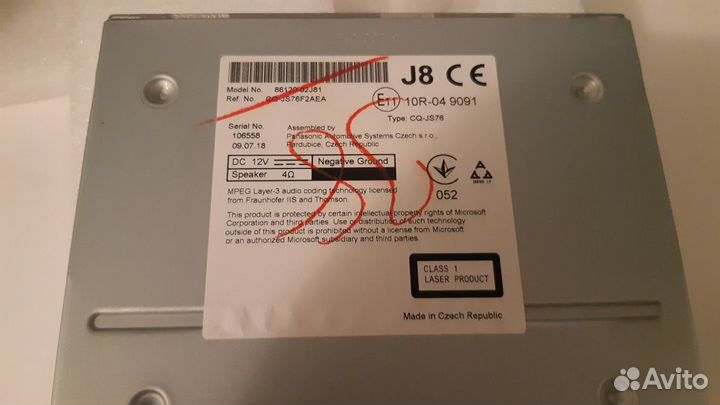 J8 CE
Model No. 86120-02J81
Ref. No. CQ-JS76F2AEA
E11 10R-04 9091
Type: CQ-JS76
Serial No.
106558
09.07.18
Assembled by
Panasonic Automotive Systems Czech s.r.o.,
Pardubice, Czech Republic
DC 12V Negative Ground
Speaker 4Ω
052
MPEG Layer-3 audio coding technology licensed
from Fraunhofer IIS and Thomson.
This product is protected by certain intellectual property rights of Microsoft
Corporation and third parties. Use or distribution of such technology
outside of this product is prohibited without a license from Microsoft
or an authorized Microsoft subsidiary and third parties.
CLASS 1
LASER PRODUCT
Made in Czech Republic
Avito